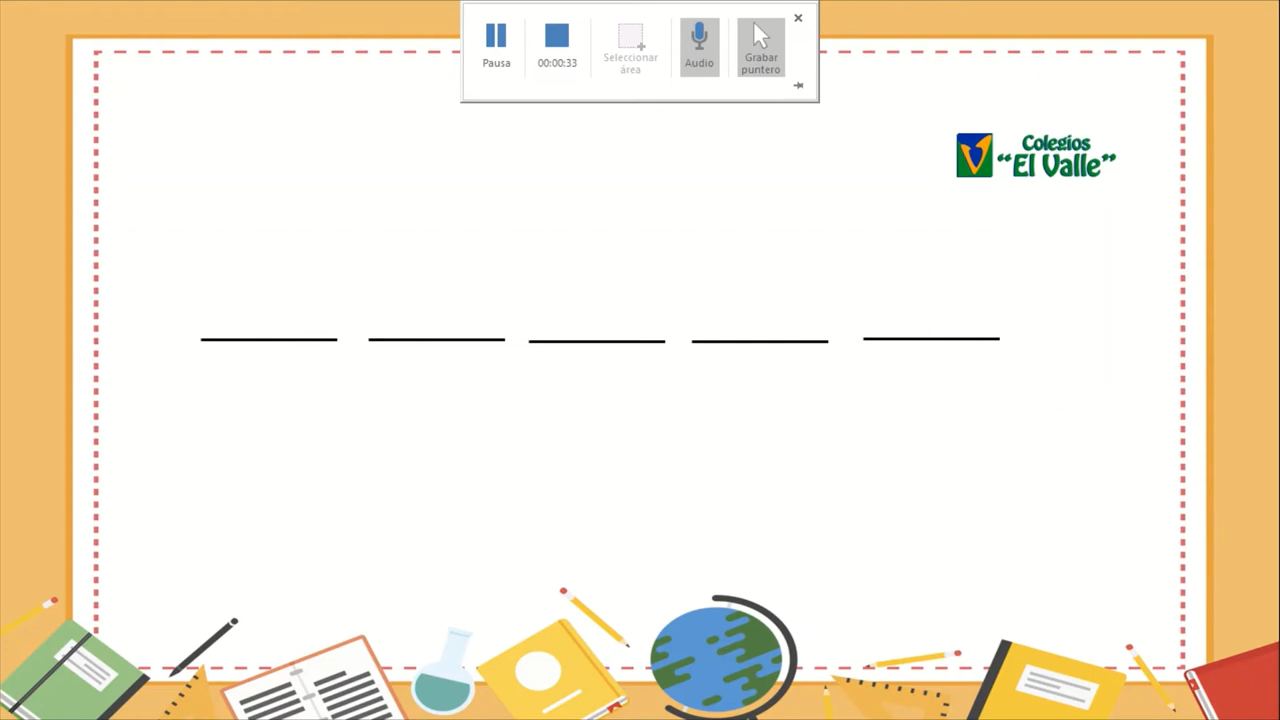 Pausa
00:00:33
Seleccionar
área
Audio
Grabar
puntero
Colegios
“El Valle”